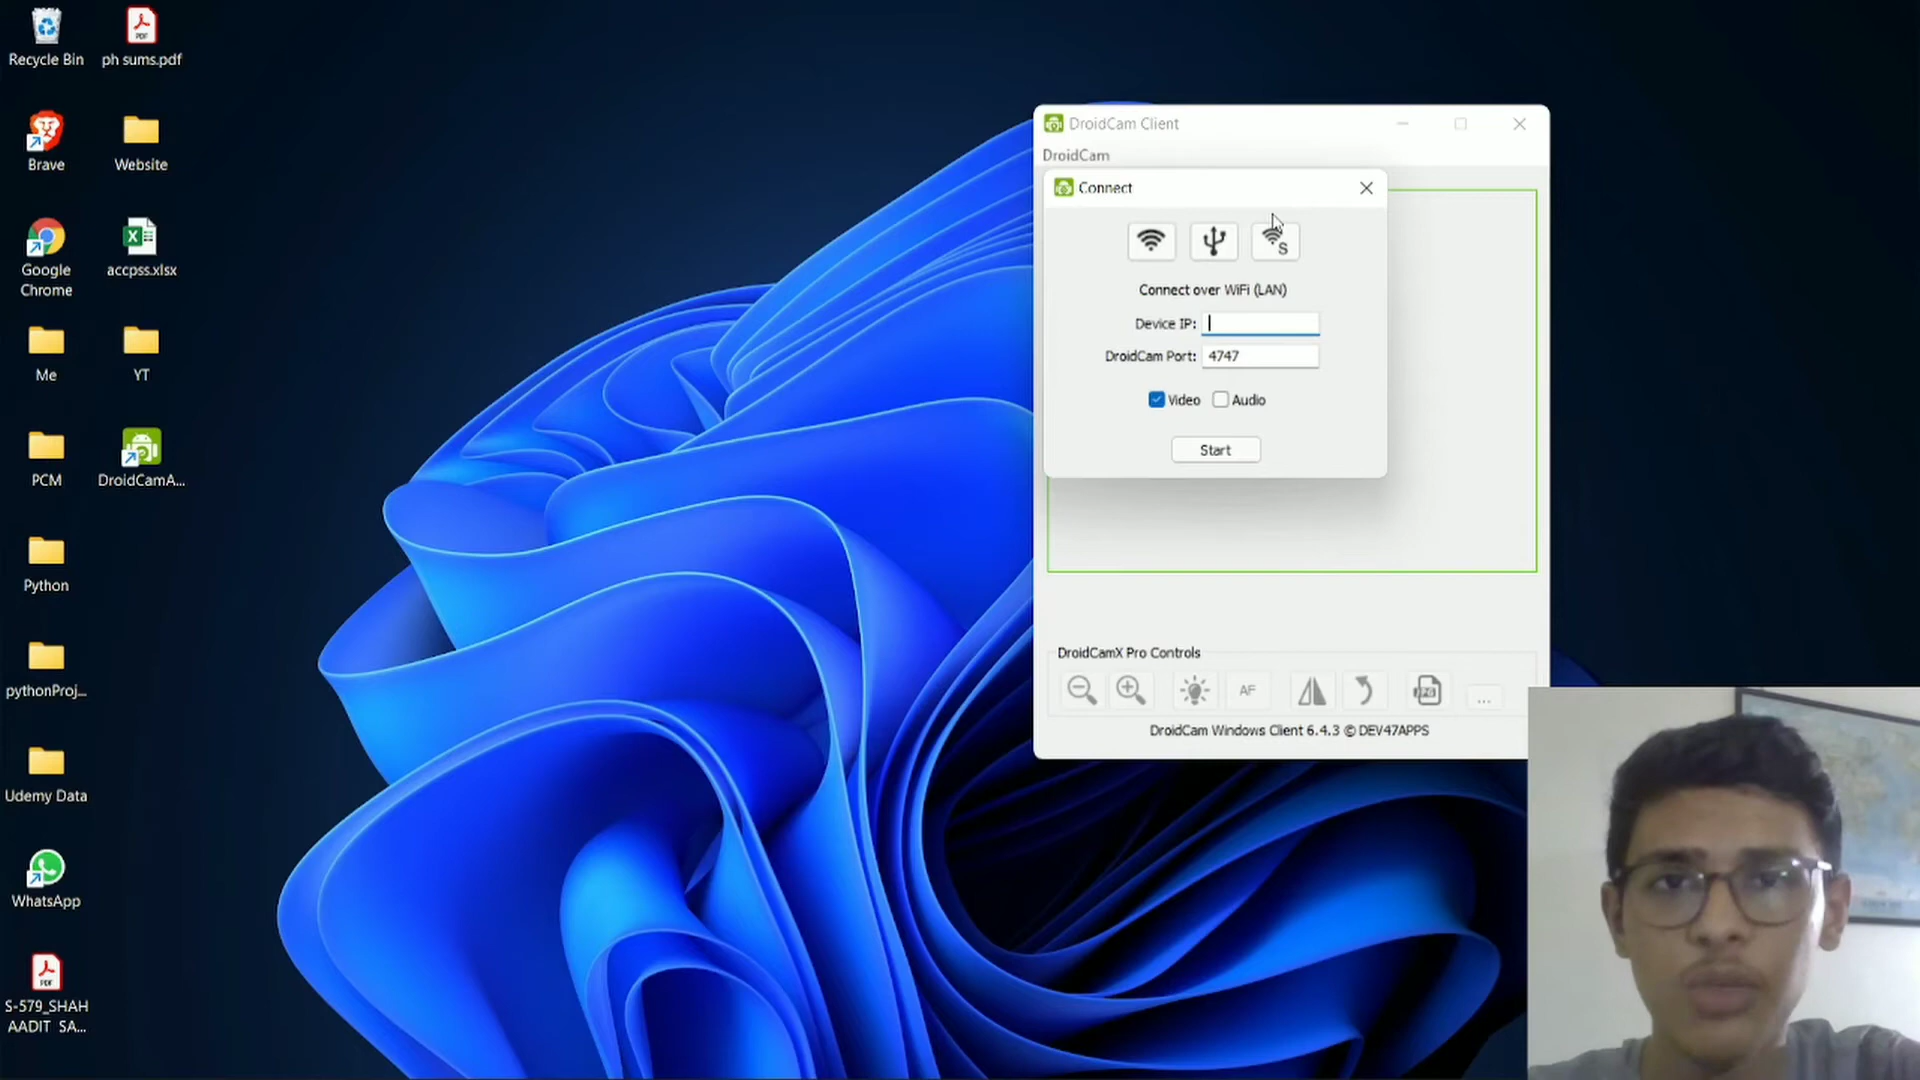 Recycle Bin
ph sums.pdf
Brave
Website
Google
Chrome
accpss.xlsx
Me
YT
PCM
DroidCamA...
Python
pythonProj...
Udemy Data
WhatsApp
S-579_SHAH
AADIT SA...
DroidCam Client
DroidCam
Connect
S
Connect over WiFi (LAN)
Device IP:
DroidCam Port: 4747
Video Audio
Start
DroidCamX Pro Controls
AF
JPG
...
DroidCam Windows Client 6.4.3 © DEV47APPS